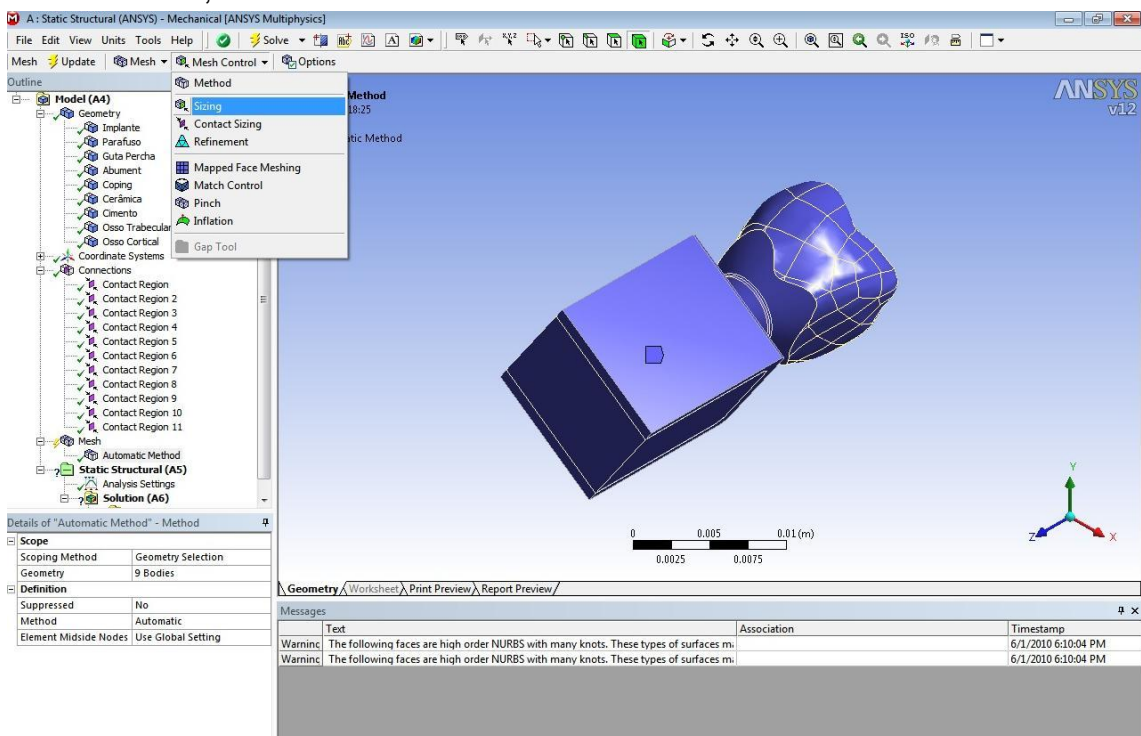 A : Static Structural (ANSYS) - Mechanical [ANSYS Multiphysics]
File Edit View Units Tools Help Solve
Mesh Update Mesh Mesh Control Options
Outline
Model (A4)
Geometry
Implante
Parafuso
Guta Percha
Abument
Coping
Cerâmica
Cimento
Osso Trabecular
Osso Cortical
Coordinate Systems
Connections
Contact Region
Contact Region 2
Contact Region 3
Contact Region 4
Contact Region 5
Contact Region 6
Contact Region 7
Contact Region 8
Contact Region 9
Contact Region 10
Contact Region 11
Mesh
Automatic Method
Static Structural (A5)
Analysis Settings
Solution (A6)
Method
Sizing
Contact Sizing
Refinement
Mapped Face Meshing
Match Control
Pinch
Inflation
Gap Tool
Method
18:25
Method
ANSYS
v12
Y
Z X
0 0.005 0.01 (m)
0.0025 0.0075
Details of "Automatic Method" - Method
Scope
Scoping Method Geometry Selection
Geometry 9 Bodies
Definition
Suppressed No
Method Automatic
Element Midside Nodes Use Global Setting
Geometry Worksheet Print Preview Report Preview
Messages
Text Association Timestamp
Warning The following faces are high order NURBS with many knots. These types of surfaces m 6/1/2010 6:10:04 PM
Warning The following faces are high order NURBS with many knots. These types of surfaces m 6/1/2010 6:10:04 PM